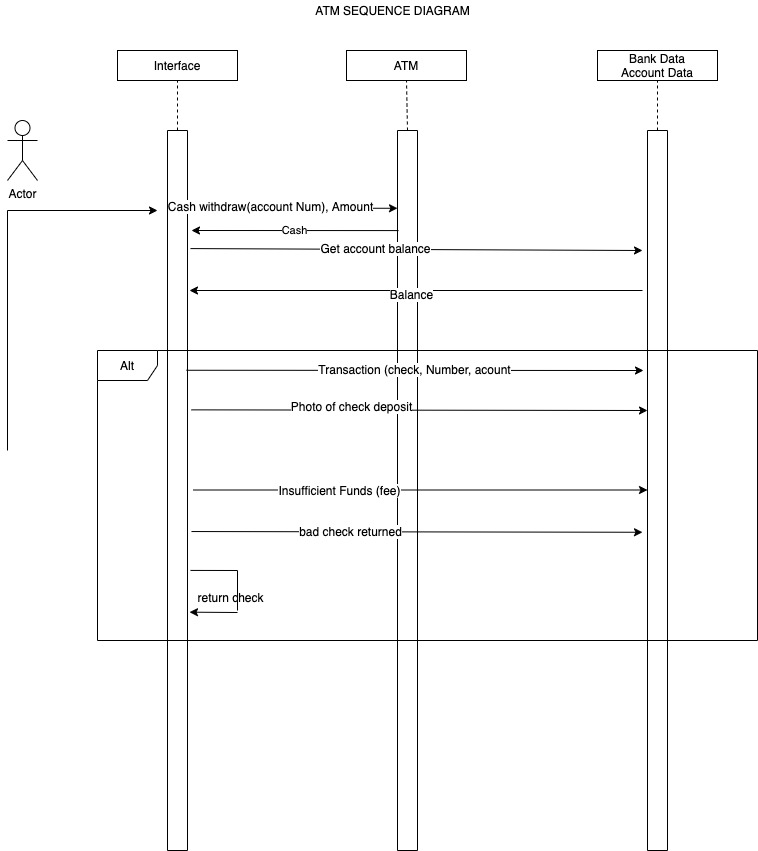 ATM SEQUENCE DIAGRAM
Interface
ATM
Bank Data
Account Data
Actor
Cash withdraw(account Num), Amount
Cash
Get account balance
Balance
Alt
Transaction (check, Number, acount
Photo of check deposit
Insufficient Funds (fee)
bad check returned
return check